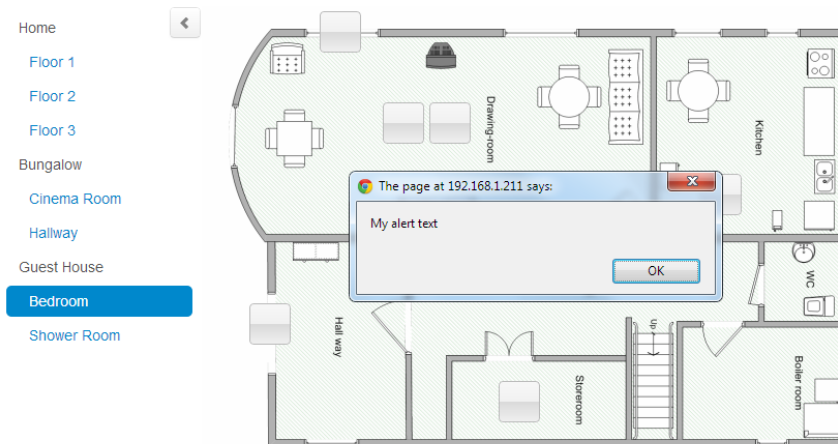 Home
Floor 1
Floor 2
Floor 3
Bungalow
Cinema Room
Hallway
Guest House
Bedroom
Shower Room
Drawing-room
Kitchen
The page at 192.168.1.211 says:
My alert text
OK
WC
Hall way
Up
Storeroom
Boiler room